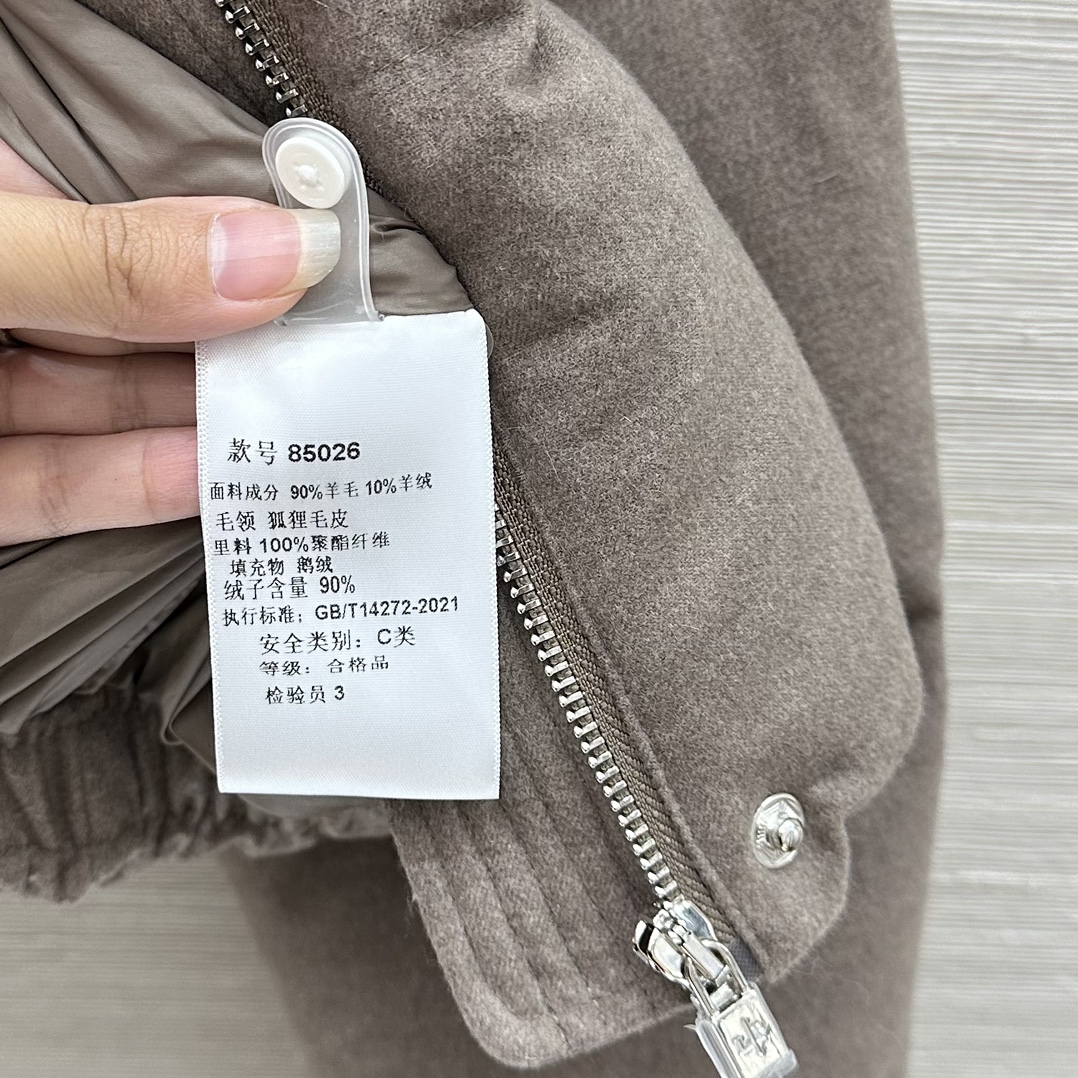 款号 85026
面料成分 90%羊毛 10%羊绒
毛领 狐狸毛皮
里料 100%聚酯纤维
填充物 鹅绒
绒子含量 90%
执行标准: GB/T14272-2021
安全类别: C类
等级: 合格品
检验员 3